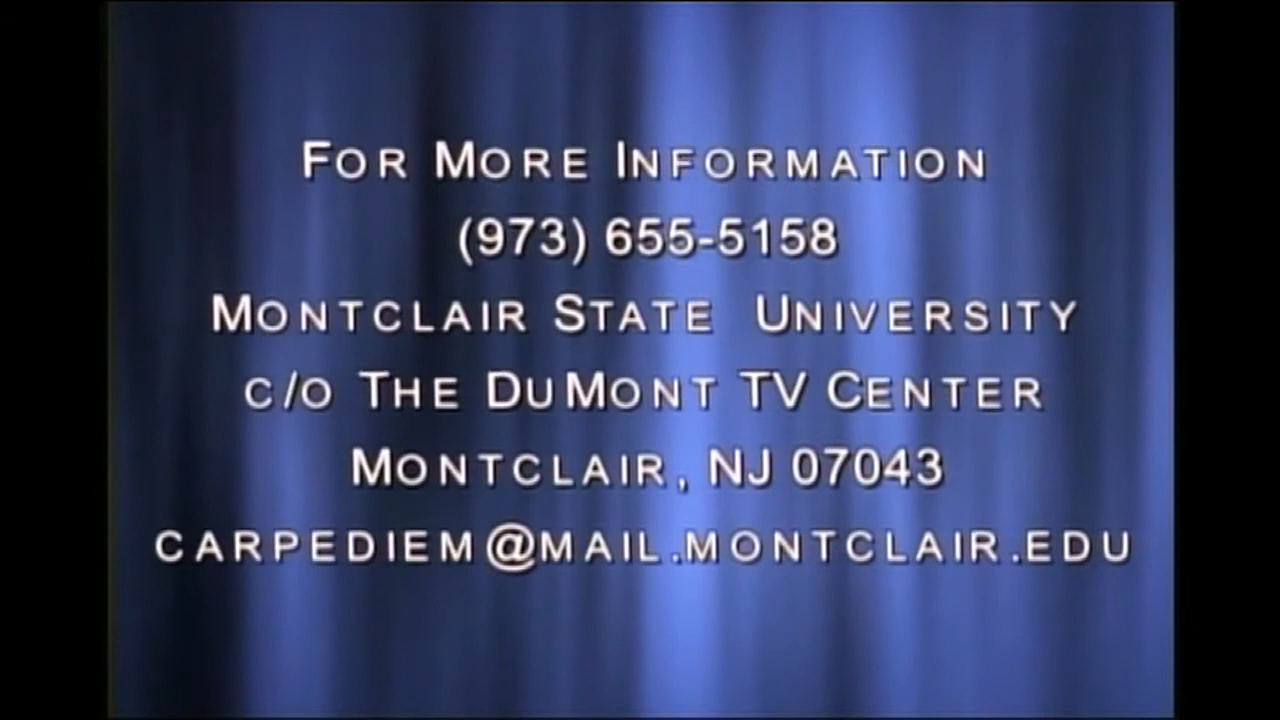 For More Information
(973) 655-5158
Montclair State University
c/o The DuMont TV Center
Montclair, NJ 07043
carpediem@mail.montclair.edu